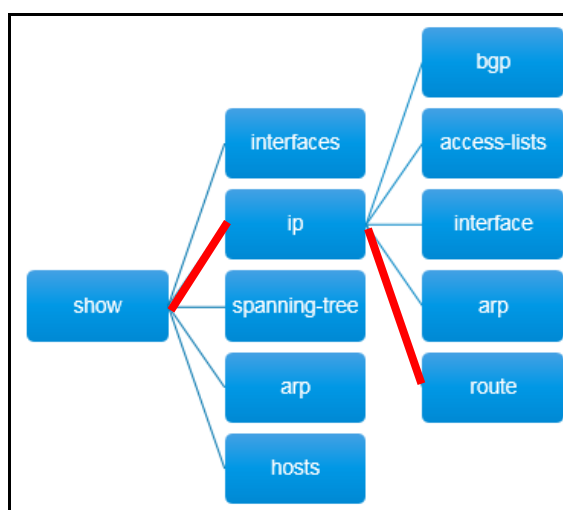 show
interfaces
ip
spanning-tree
arp
hosts
bgp
access-lists
interface
arp
route